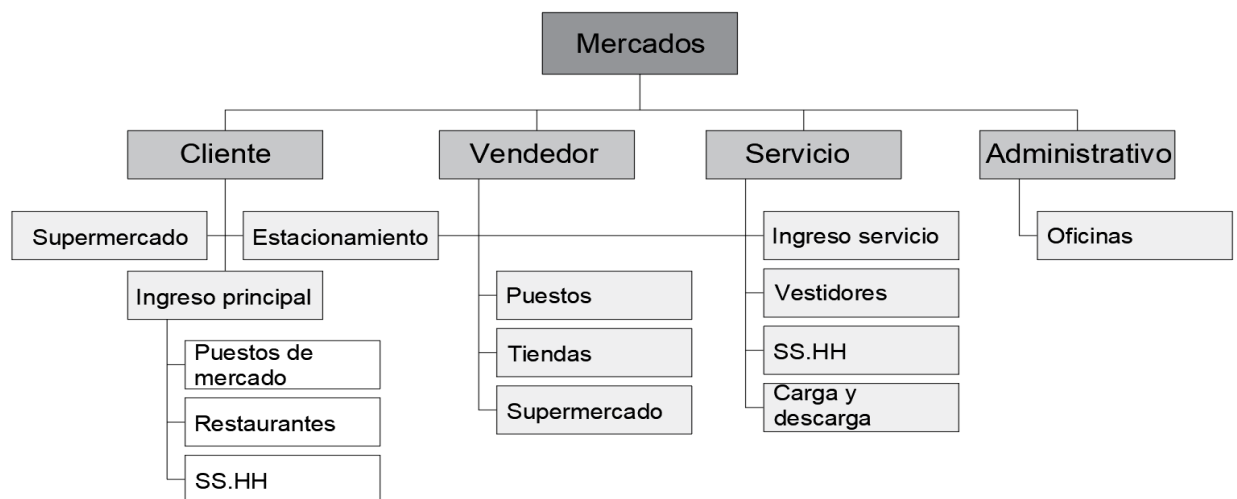 Mercados
Cliente
Vendedor
Servicio
Administrativo
Supermercado
Estacionamiento
Ingreso servicio
Oficinas
Ingreso principal
Puestos
Vestidores
Puestos de
mercado
Tiendas
SS.HH
Restaurantes
Supermercado
Carga y
descarga
SS.HH